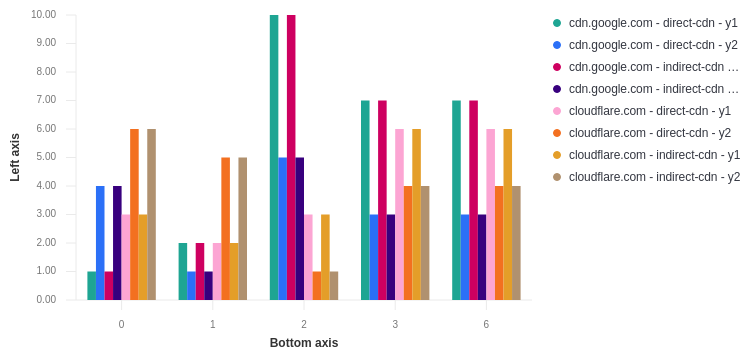 10.00
9.00
8.00
7.00
6.00
5.00
4.00
3.00
2.00
1.00
0.00
Left axis
0 1 2 3 6
Bottom axis
cdn.google.com - direct-cdn - y1
cdn.google.com - direct-cdn - y2
cdn.google.com - indirect-cdn …
cdn.google.com - indirect-cdn …
cloudflare.com - direct-cdn - y1
cloudflare.com - direct-cdn - y2
cloudflare.com - indirect-cdn - y1
cloudflare.com - indirect-cdn - y2